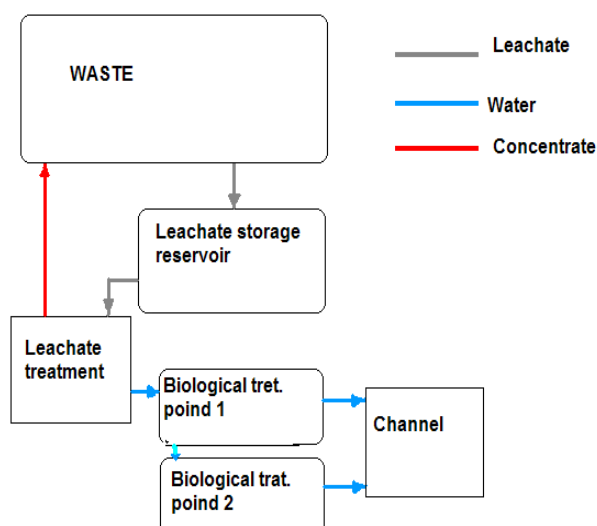 WASTE
Leachate
Water
Concentrate
Leachate storage
reservoir
Leachate
treatment
Biological tret.
poind 1
Channel
Biological trat.
poind 2